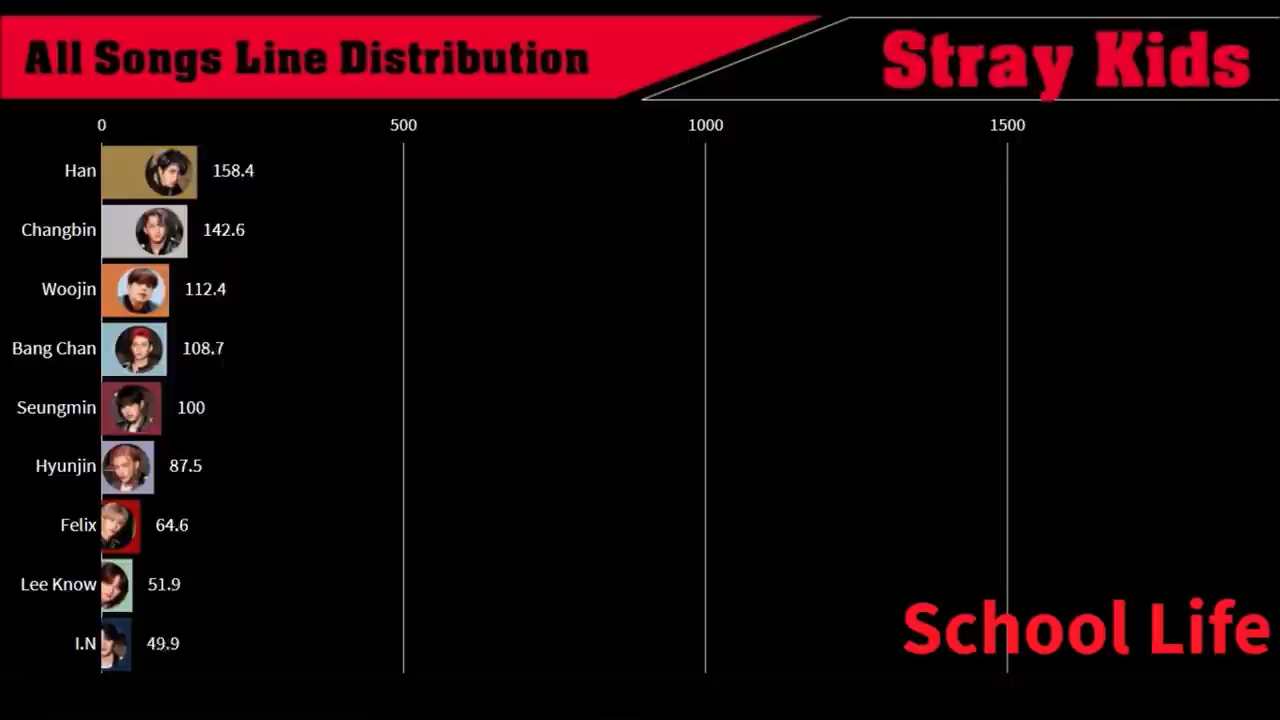 All Songs Line Distribution
Stray Kids
0 500 1000 1500
Han 158.4
Changbin 142.6
Woojin 112.4
Bang Chan 108.7
Seungmin 100
Hyunjin 87.5
Felix 64.6
Lee Know 51.9
I.N 49.9
School Life